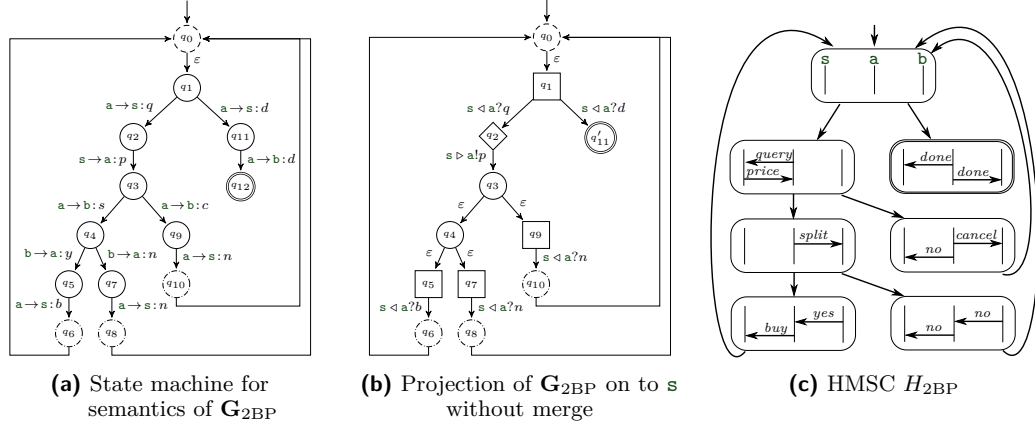 q0
ε
q1
a→s:q
a→s:d
q2
q11
s→a:p
a→b:d
q3
q12
a→b:s
a→b:c
q4
q9
b→a:y
b→a:n
a→s:n
q5
q7
q10
a→s:b
a→s:n
q6
q8
(a) State machine for
semantics of G2BP
q0
ε
q1
s◁a?q
s◁a?d
q2
q′11
s▷a!p
q3
ε
ε
q4
q9
ε
ε
s◁a?n
q5
q7
q10
s◁a?b
s◁a?n
q6
q8
(b) Projection of G2BP on to s
without merge
s a b
query
price
done
done
split
cancel
no
yes
buy
no
no
(c) HMSC H2BP